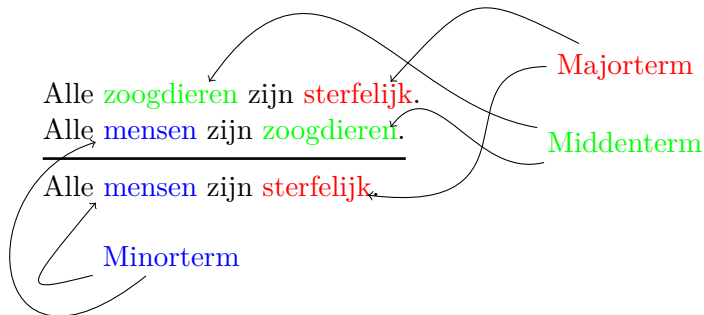 Alle zoogdieren zijn sterfelijk.
Majorterm
Alle mensen zijn zoogdieren.
Middenterm
Alle mensen zijn sterfelijk.
Minorterm